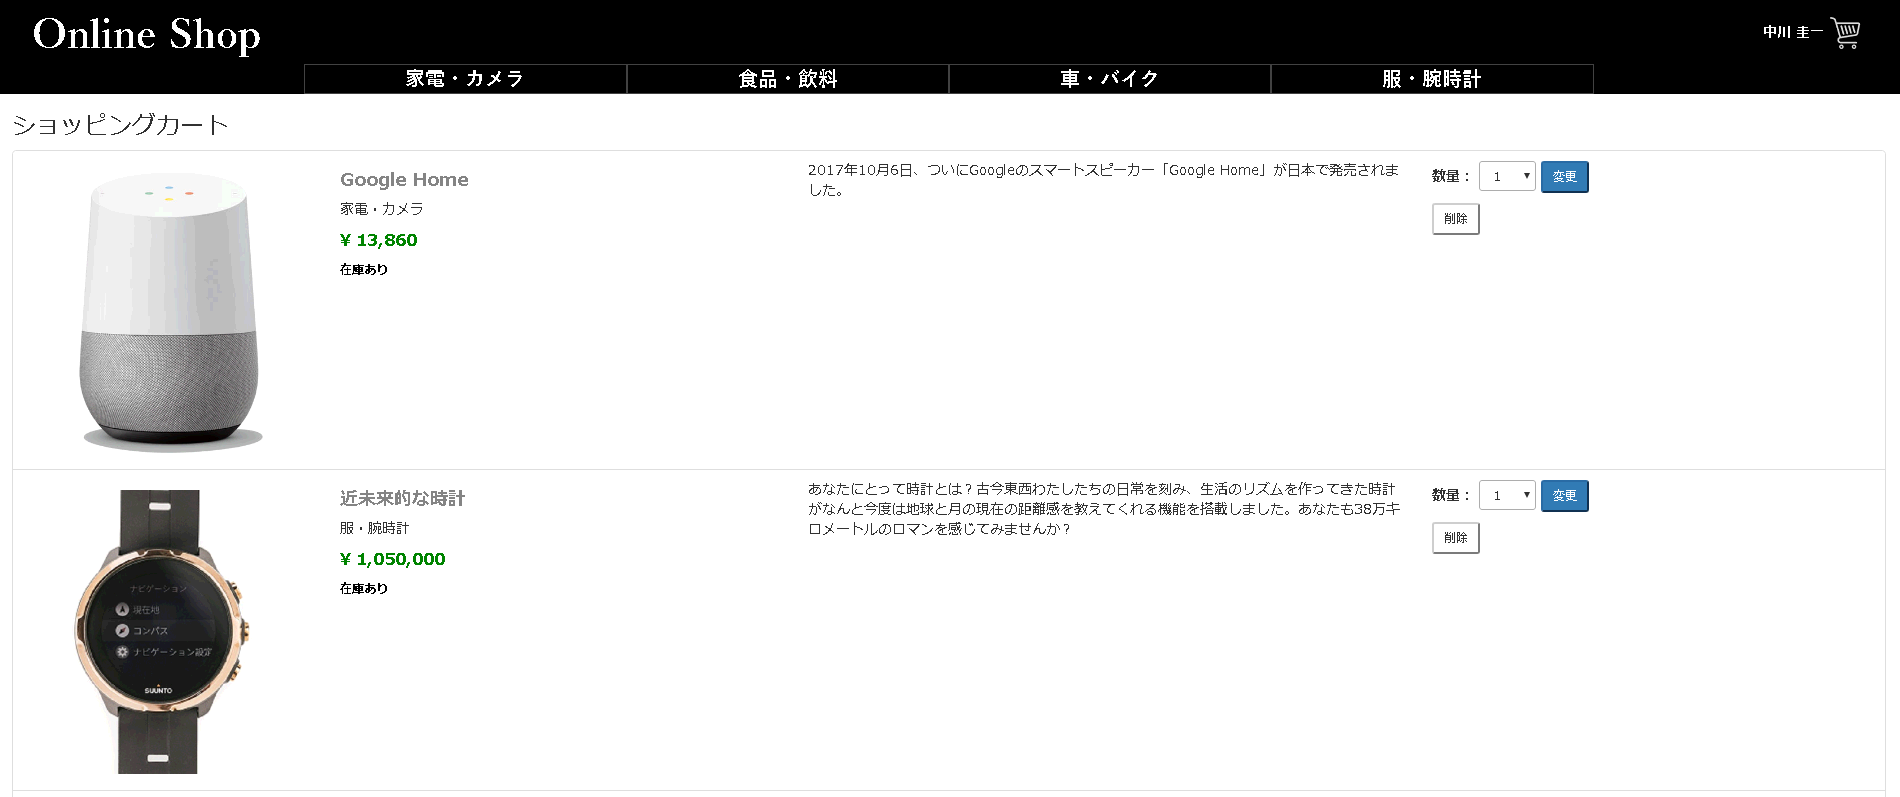 Online Shop
中川 圭一
家電・カメラ
食品・飲料
車・バイク
服・腕時計
ショッピングカート
Google Home
家電・カメラ
¥ 13,860
在庫あり
2017年10月6日、ついにGoogleのスマートスピーカー「Google Home」が日本で発売されま
した。
数量： 1 変更
削除
ナビゲーション
現在地
コンパス
ナビゲーション設定
SUUNTO
近未来的な時計
服・腕時計
¥ 1,050,000
在庫あり
あなたにとって時計とは？古今東西わたしたちの日常を刻み、生活のリズムを作ってきた時計
がなんと今度は地球と月の現在の距離感を教えてくれる機能を搭載しました。あなたも38万キ
ロメートルのロマンを感じてみませんか？
数量： 1 変更
削除